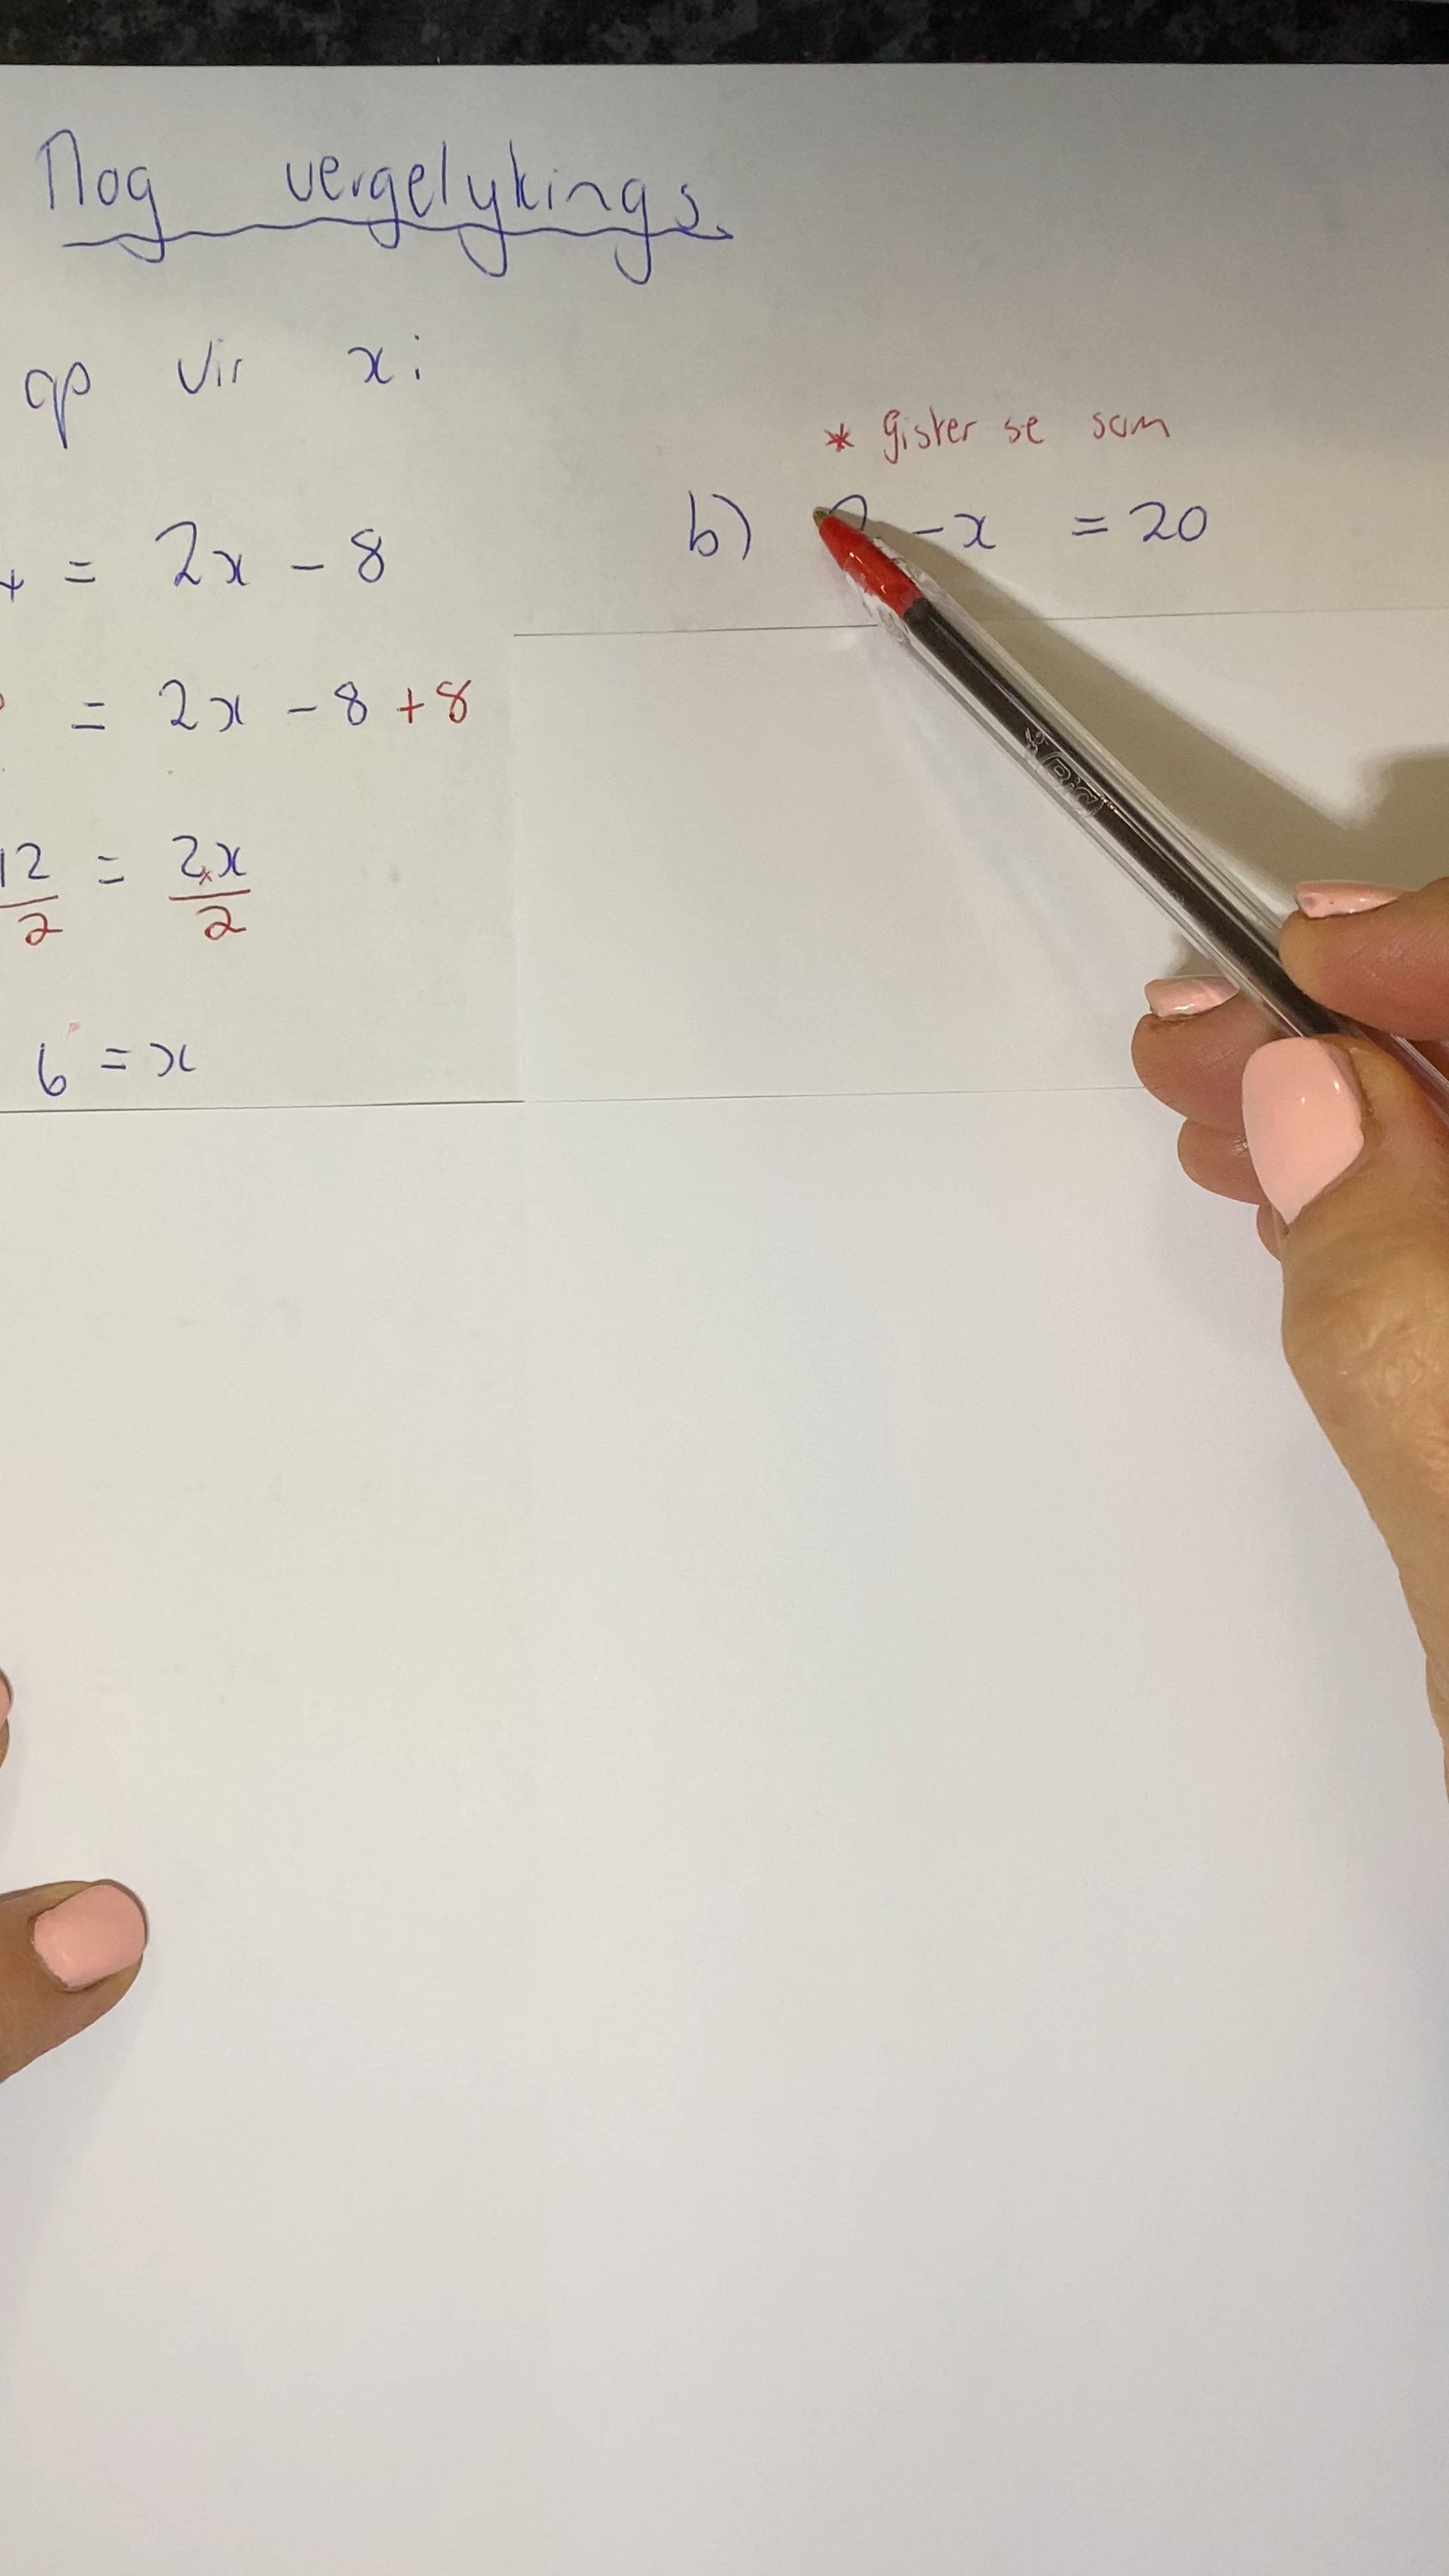 Nog vergelykings
op vir x:
= 2x - 8
= 2x - 8 + 8
12/2 = 2x/2
6 = x
* gister se som
b) - x = 20
Bic